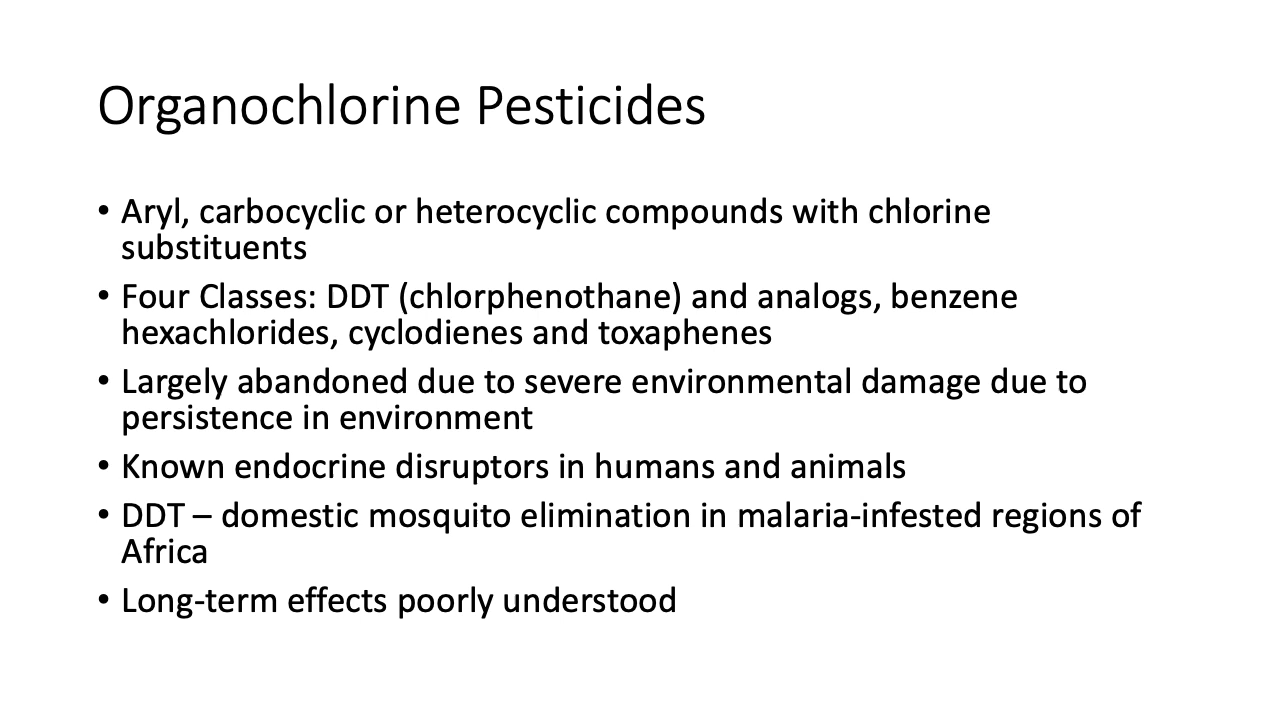 Organochlorine Pesticides
• Aryl, carbocyclic or heterocyclic compounds with chlorine
substituents
• Four Classes: DDT (chlorphenothane) and analogs, benzene
hexachlorides, cyclodienes and toxaphenes
• Largely abandoned due to severe environmental damage due to
persistence in environment
• Known endocrine disruptors in humans and animals
• DDT – domestic mosquito elimination in malaria-infested regions of
Africa
• Long-term effects poorly understood